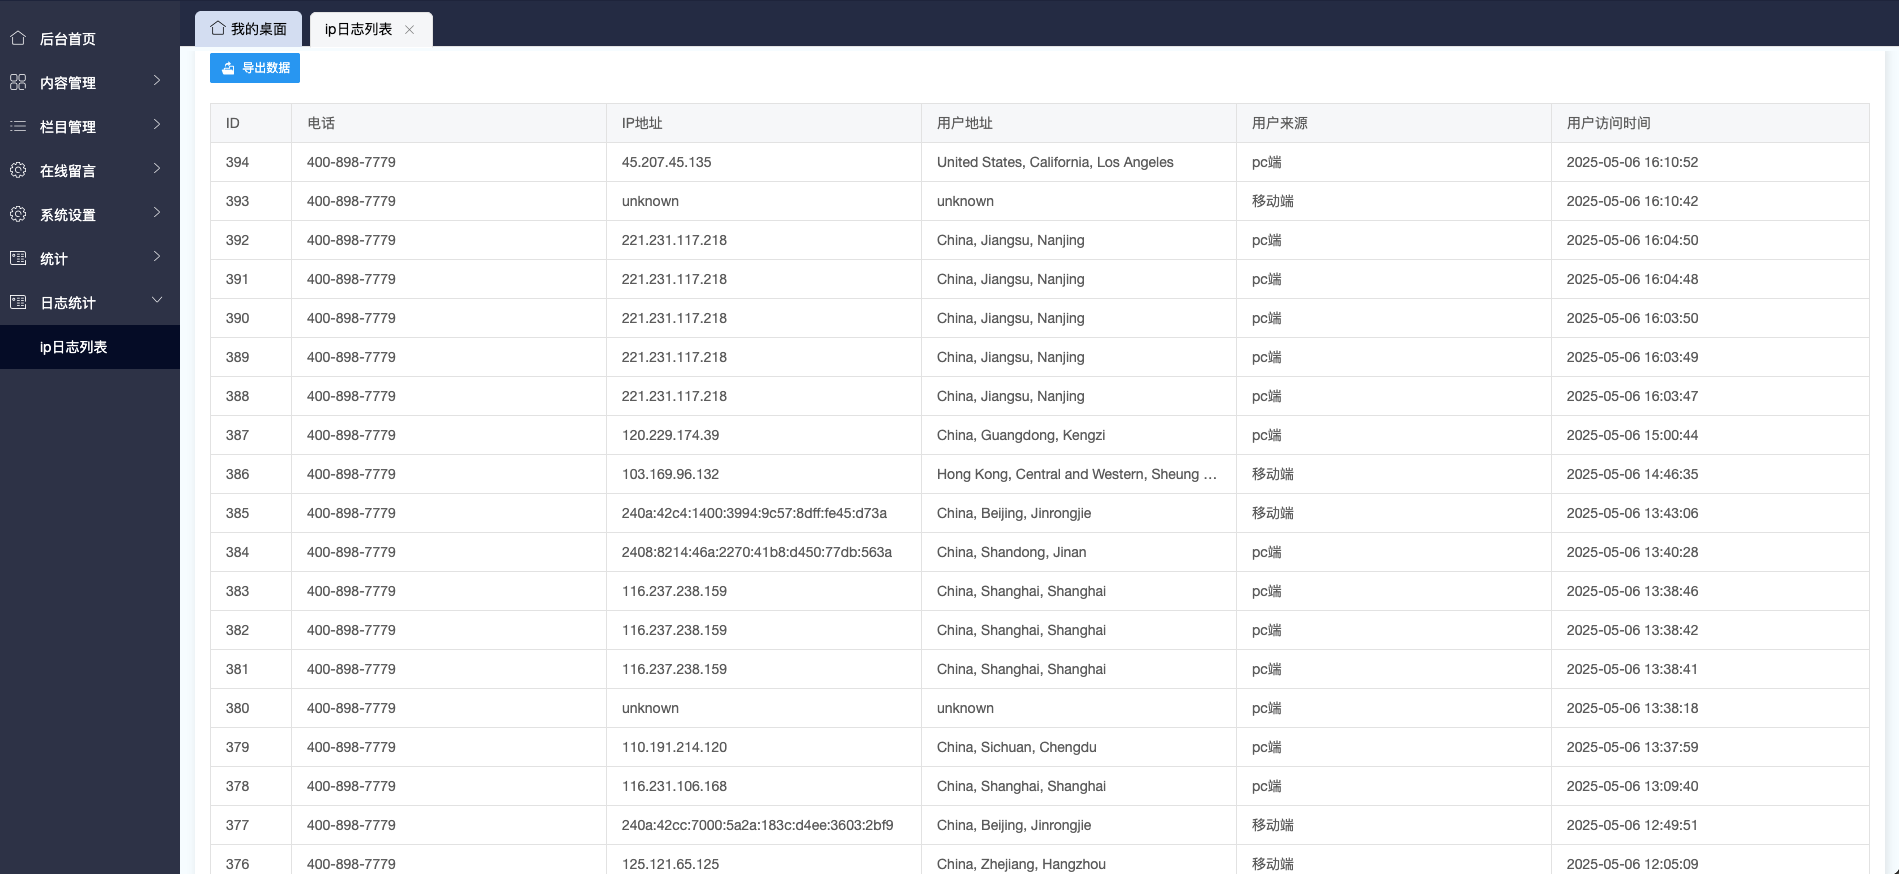 我的桌面 ip日志列表
后台首页
内容管理
栏目管理
在线留言
系统设置
统计
日志统计
ip日志列表
导出数据
ID 电话 IP地址 用户地址 用户来源 用户访问时间
394 400-898-7779 45.207.45.135 United States, California, Los Angeles pc端 2025-05-06 16:10:52
393 400-898-7779 unknown unknown 移动端 2025-05-06 16:10:42
392 400-898-7779 221.231.117.218 China, Jiangsu, Nanjing pc端 2025-05-06 16:04:50
391 400-898-7779 221.231.117.218 China, Jiangsu, Nanjing pc端 2025-05-06 16:04:48
390 400-898-7779 221.231.117.218 China, Jiangsu, Nanjing pc端 2025-05-06 16:03:50
389 400-898-7779 221.231.117.218 China, Jiangsu, Nanjing pc端 2025-05-06 16:03:49
388 400-898-7779 221.231.117.218 China, Jiangsu, Nanjing pc端 2025-05-06 16:03:47
387 400-898-7779 120.229.174.39 China, Guangdong, Kengzi pc端 2025-05-06 15:00:44
386 400-898-7779 103.169.96.132 Hong Kong, Central and Western, Sheung ... 移动端 2025-05-06 14:46:35
385 400-898-7779 240a:42c4:1400:3994:9c57:8dff:fe45:d73a China, Beijing, Jinrongjie 移动端 2025-05-06 13:43:06
384 400-898-7779 2408:8214:46a:2270:41b8:d450:77db:563a China, Shandong, Jinan pc端 2025-05-06 13:40:28
383 400-898-7779 116.237.238.159 China, Shanghai, Shanghai pc端 2025-05-06 13:38:46
382 400-898-7779 116.237.238.159 China, Shanghai, Shanghai pc端 2025-05-06 13:38:42
381 400-898-7779 116.237.238.159 China, Shanghai, Shanghai pc端 2025-05-06 13:38:41
380 400-898-7779 unknown unknown pc端 2025-05-06 13:38:18
379 400-898-7779 110.191.214.120 China, Sichuan, Chengdu pc端 2025-05-06 13:37:59
378 400-898-7779 116.231.106.168 China, Shanghai, Shanghai pc端 2025-05-06 13:09:40
377 400-898-7779 240a:42cc:7000:5a2a:183c:d4ee:3603:2bf9 China, Beijing, Jinrongjie 移动端 2025-05-06 12:49:51
376 400-898-7779 125.121.65.125 China, Zhejiang, Hangzhou 移动端 2025-05-06 12:05:09